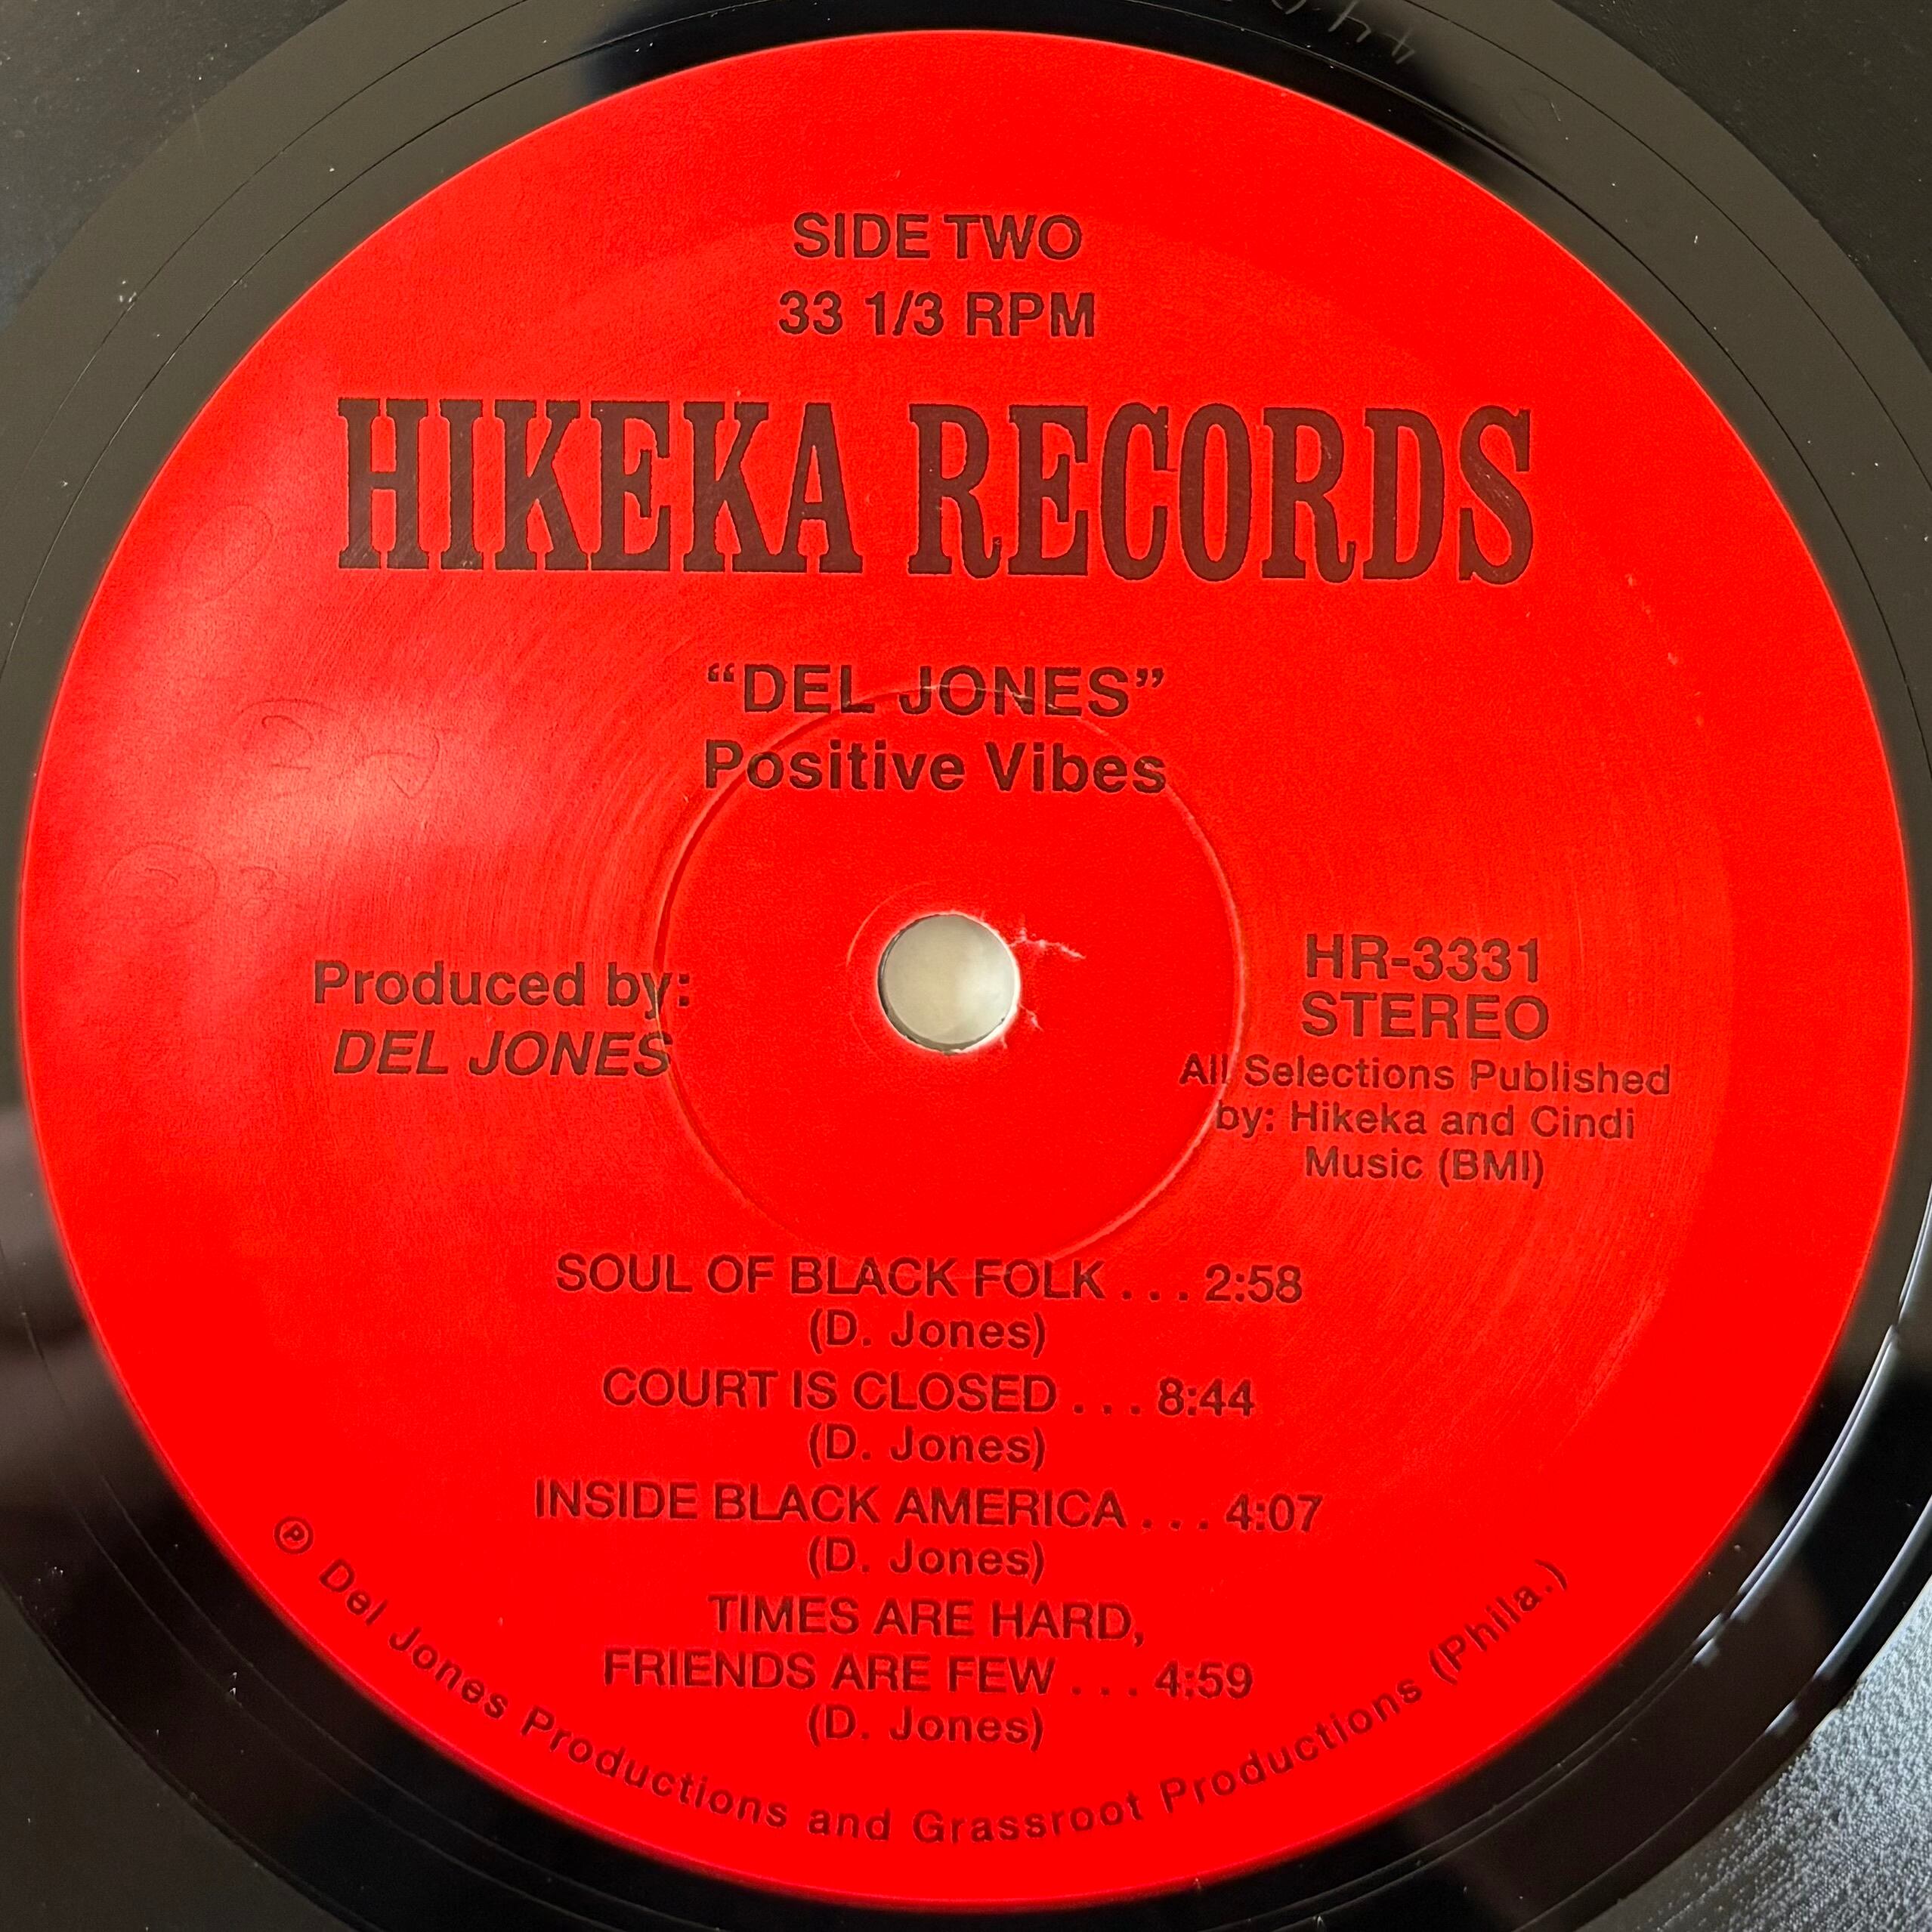 SIDE TWO
33 1/3 RPM
HIKEKA RECORDS
“DEL JONES”
Positive Vibes
Produced by:
DEL JONES
HR-3331
STEREO
All Selections Published
by: Hikeka and Cindi
Music (BMI)
SOUL OF BLACK FOLK . . . 2:58
(D. Jones)
COURT IS CLOSED . . . 8:44
(D. Jones)
INSIDE BLACK AMERICA . . . 4:07
(D. Jones)
TIMES ARE HARD,
FRIENDS ARE FEW . . . 4:59
(D. Jones)
℗ Del Jones Productions and Grassroot Productions (Phila.)